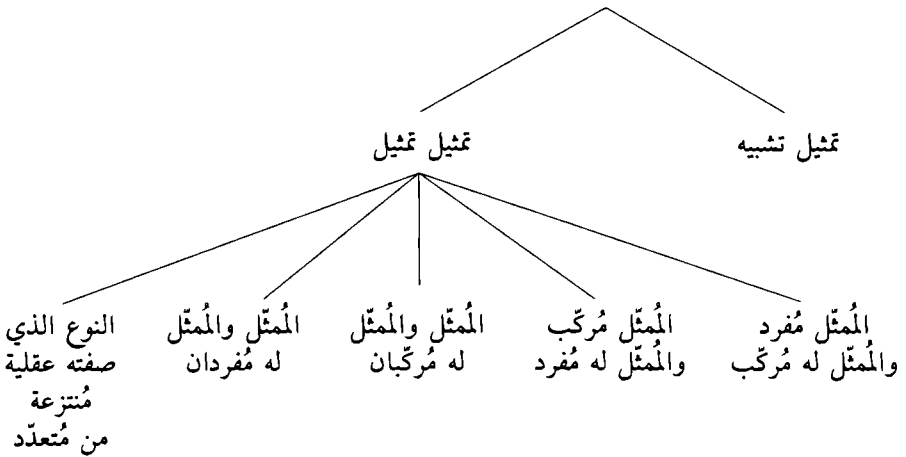 تمثيل تشبيه
تمثيل تمثيل
المُمثّل مُفرد
والمُمثّل له مُركّب
المُمثّل مُركّب
والمُمثّل له مُفرد
المُمثّل والمُمثّل
له مُركّبان
المُمثّل والمُمثّل
له مُفردان
النوع الذي
صفته عقلية
مُنتزعة
من مُتعدّد